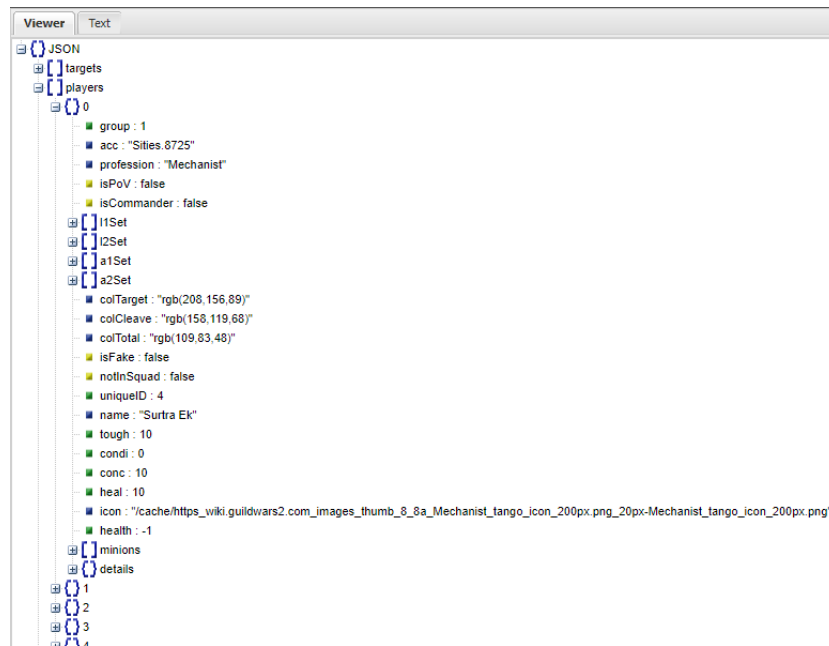 Viewer Text
JSON
targets
players
0
group : 1
acc : "Sities.8725"
profession : "Mechanist"
isPoV : false
isCommander : false
l1Set
l2Set
a1Set
a2Set
colTarget : "rgb(208,156,89)"
colCleave : "rgb(158,119,68)"
colTotal : "rgb(109,83,48)"
isFake : false
notInSquad : false
uniqueID : 4
name : "Surtra Ek"
tough : 10
condi : 0
conc : 10
heal : 10
icon : "/cache/https_wiki.guildwars2.com_images_thumb_8_8a_Mechanist_tango_icon_200px.png_20px-Mechanist_tango_icon_200px.png"
health : -1
minions
details
1
2
3
4